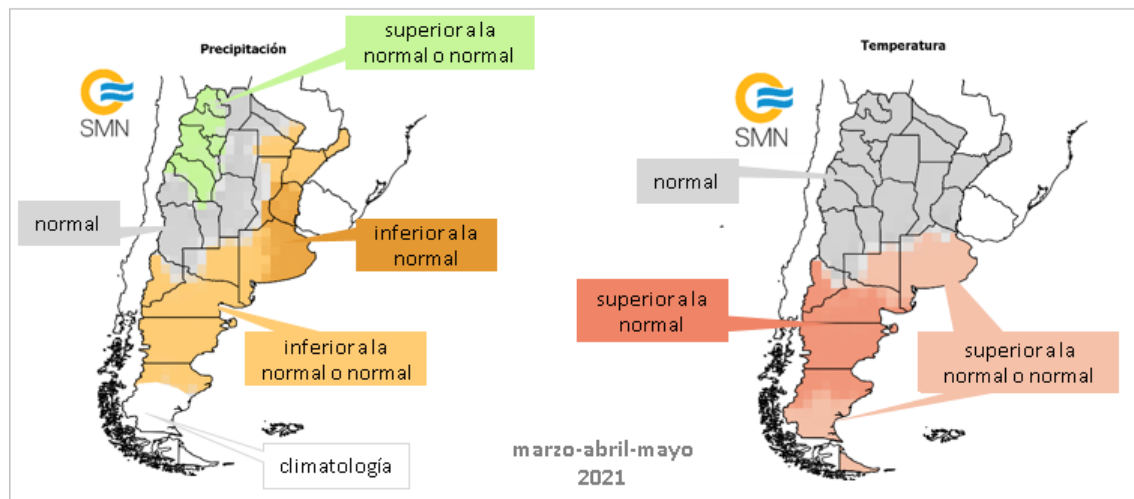 Precipitación
superior a la
normal o normal
SMN
normal
inferior a la
normal
inferior a la
normal o normal
climatología
marzo-abril-mayo
2021
Temperatura
SMN
normal
superior a la
normal
superior a la
normal o normal